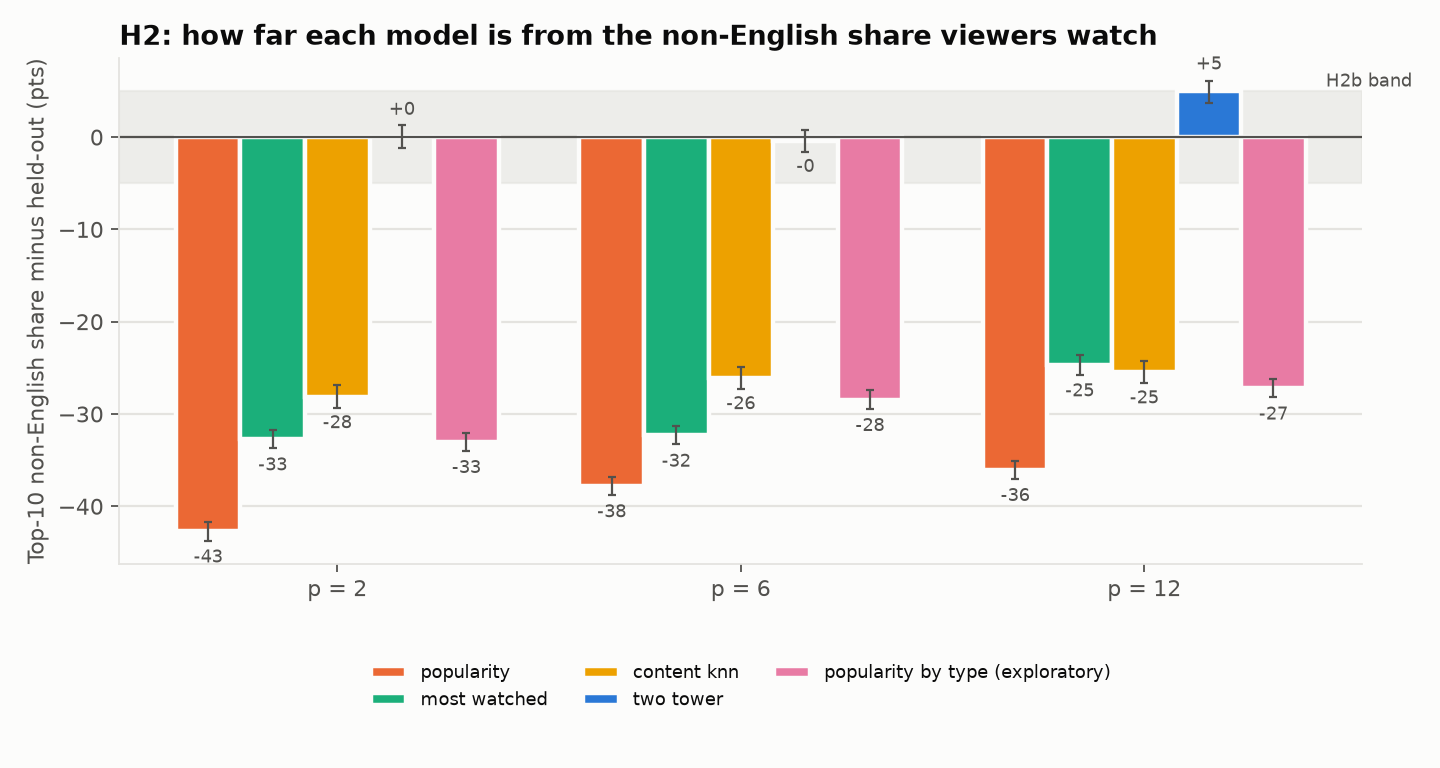 H2: how far each model is from the non-English share viewers watch
Top-10 non-English share minus held-out (pts)
H2b band
0
−10
−20
−30
−40
-43
-33
-28
+0
-33
-38
-32
-26
-0
-28
-36
-25
-25
+5
-27
p = 2
p = 6
p = 12
popularity
most watched
content knn
two tower
popularity by type (exploratory)